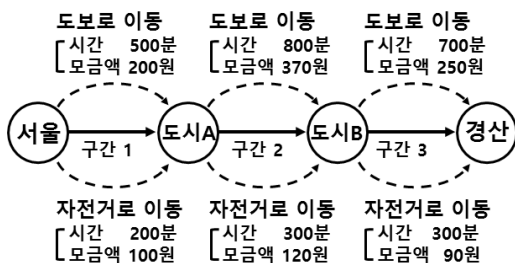 도보로 이동 도보로 이동 도보로 이동
시간 500분 시간 800분 시간 700분
모금액 200원 모금액 370원 모금액 250원
서울 도시A 도시B 경산
구간 1 구간 2 구간 3
자전거로 이동 자전거로 이동 자전거로 이동
시간 200분 시간 300분 시간 300분
모금액 100원 모금액 120원 모금액 90원